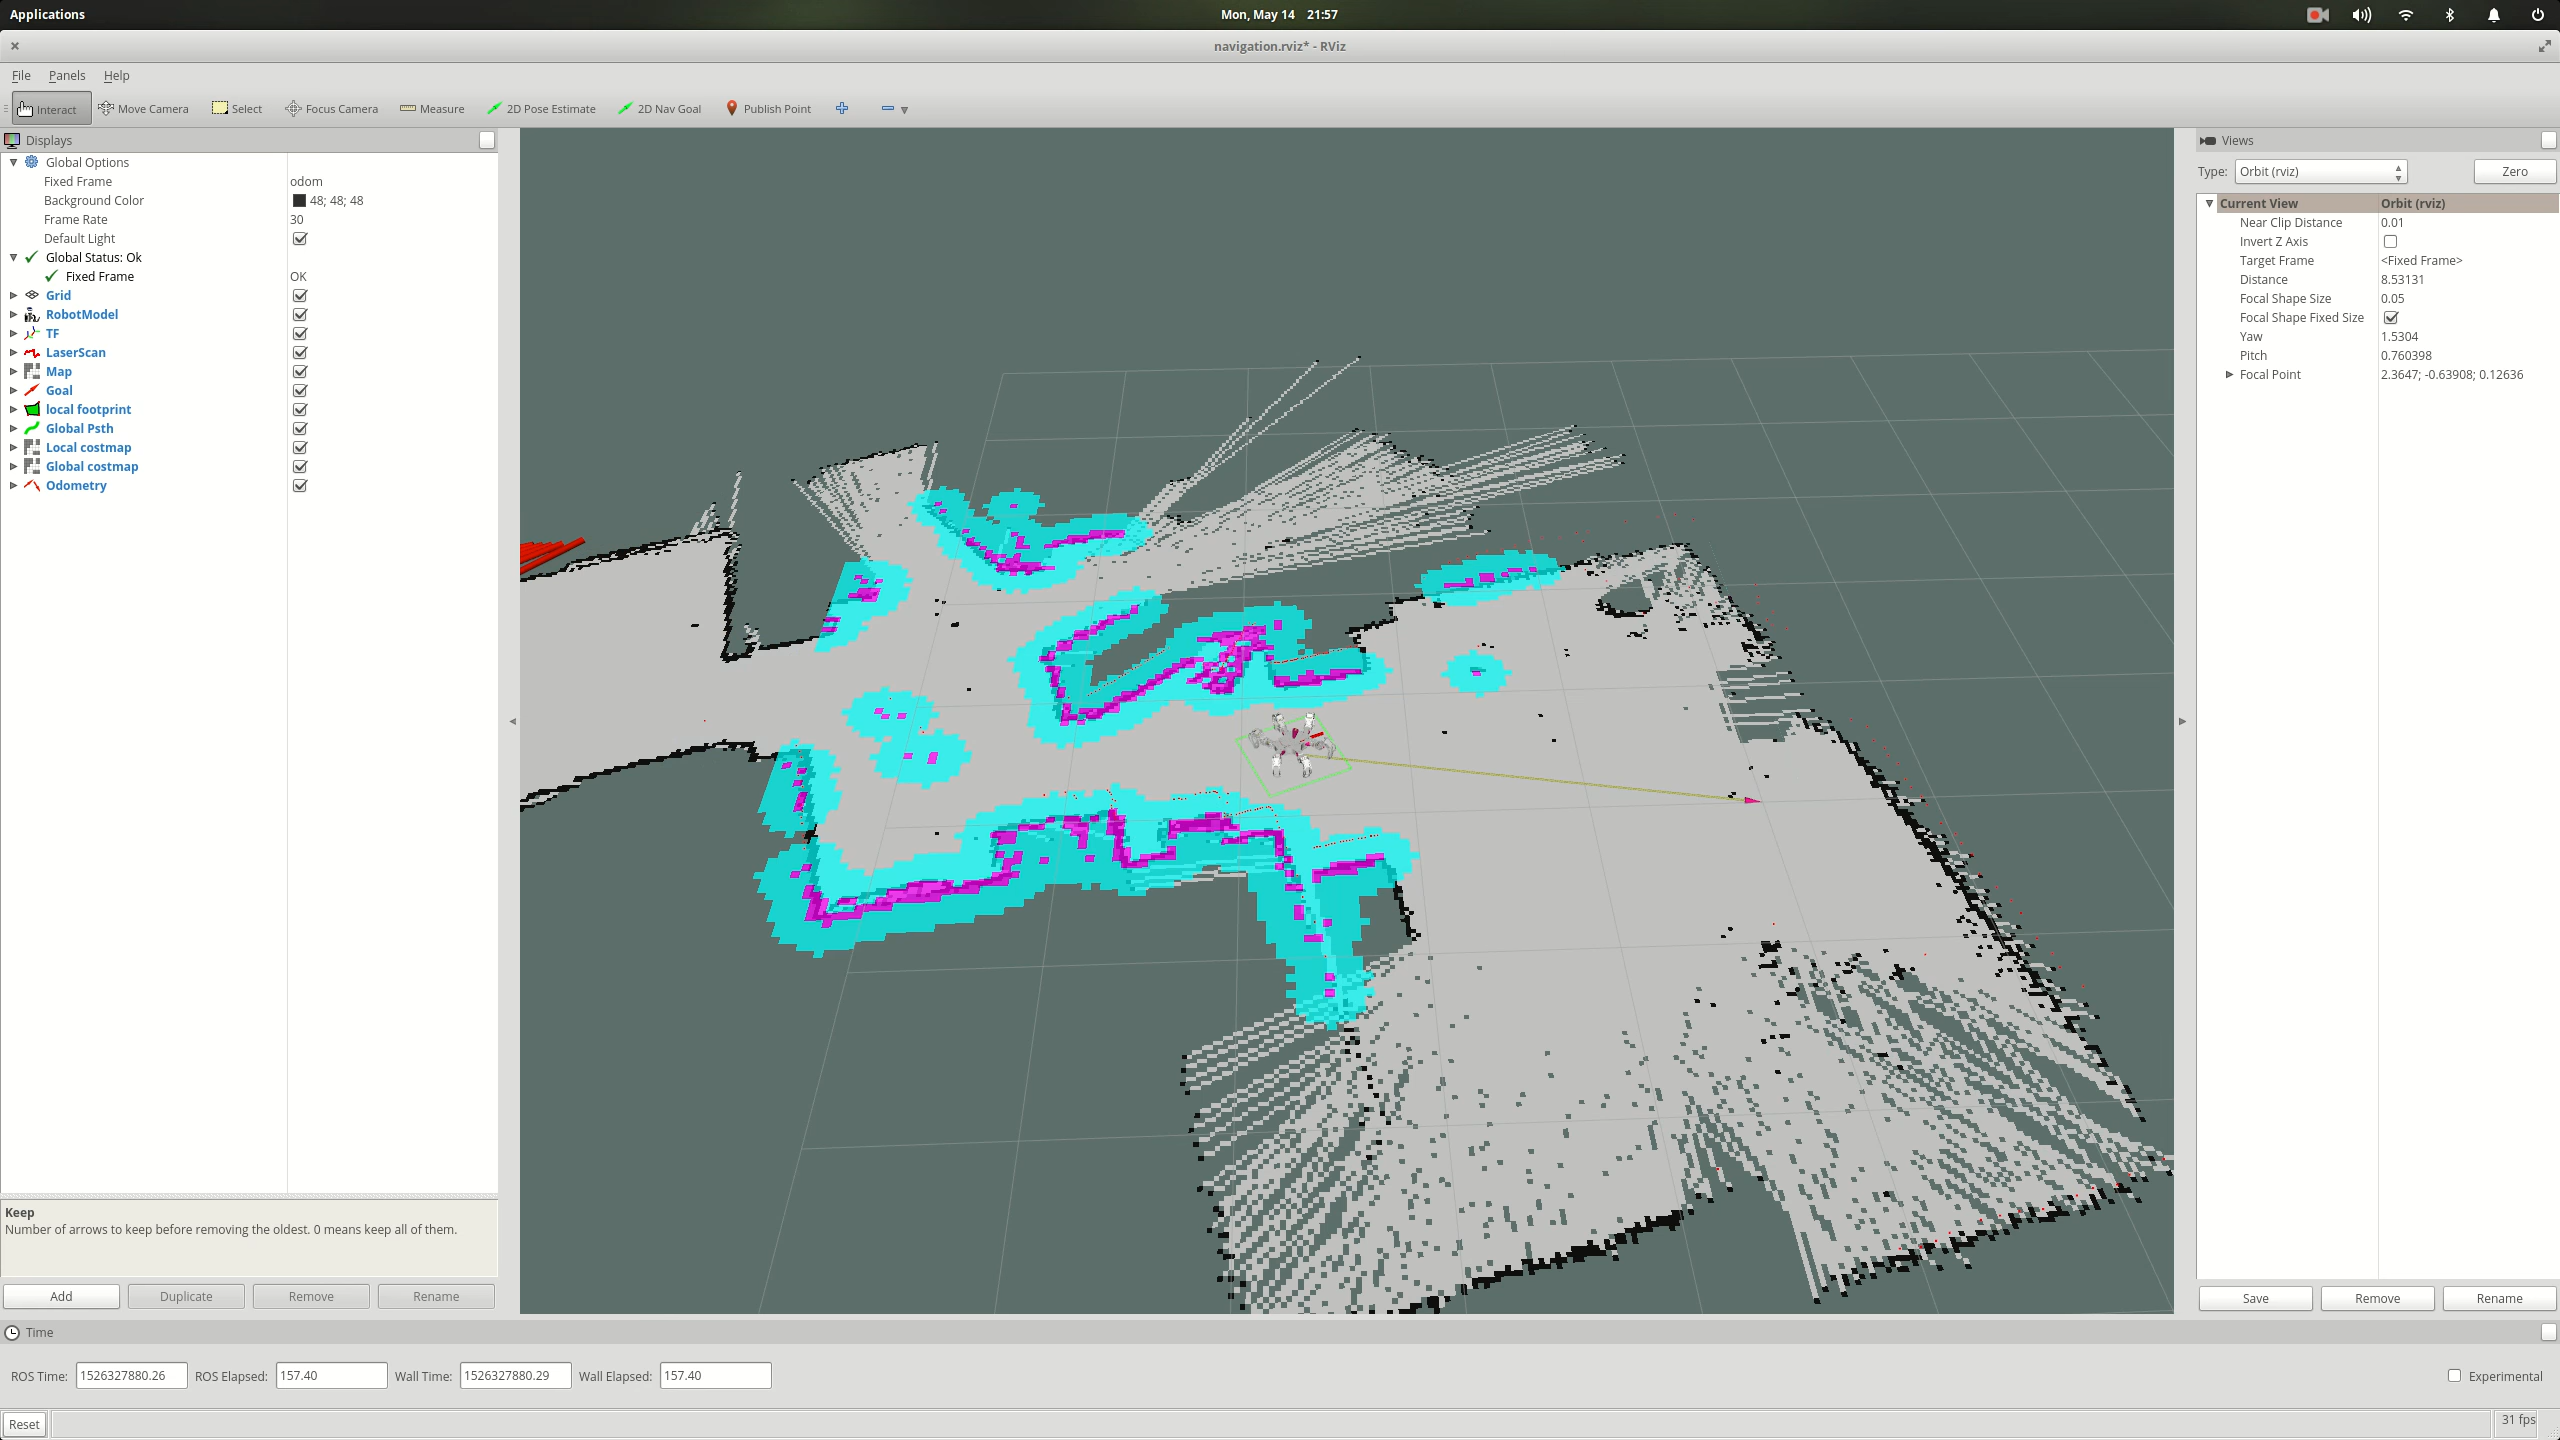 Applications
Mon, May 14 21:57
navigation.rviz* - RViz
File Panels Help
Interact Move Camera Select Focus Camera Measure 2D Pose Estimate 2D Nav Goal Publish Point
Displays
Global Options
Fixed Frame odom
Background Color 48; 48; 48
Frame Rate 30
Default Light
Global Status: Ok
Fixed Frame OK
Grid
RobotModel
TF
LaserScan
Map
Goal
local footprint
Global Psth
Local costmap
Global costmap
Odometry
Keep
Number of arrows to keep before removing the oldest. 0 means keep all of them.
Add Duplicate Remove Rename
Views
Type: Orbit (rviz) Zero
Current View Orbit (rviz)
Near Clip Distance 0.01
Invert Z Axis
Target Frame <Fixed Frame>
Distance 8.53131
Focal Shape Size 0.05
Focal Shape Fixed Size
Yaw 1.5304
Pitch 0.760398
Focal Point 2.3647; -0.63908; 0.12636
Save Remove Rename
Time
ROS Time: 1526327880.26 ROS Elapsed: 157.40 Wall Time: 1526327880.29 Wall Elapsed: 157.40 Experimental
Reset 31 fps